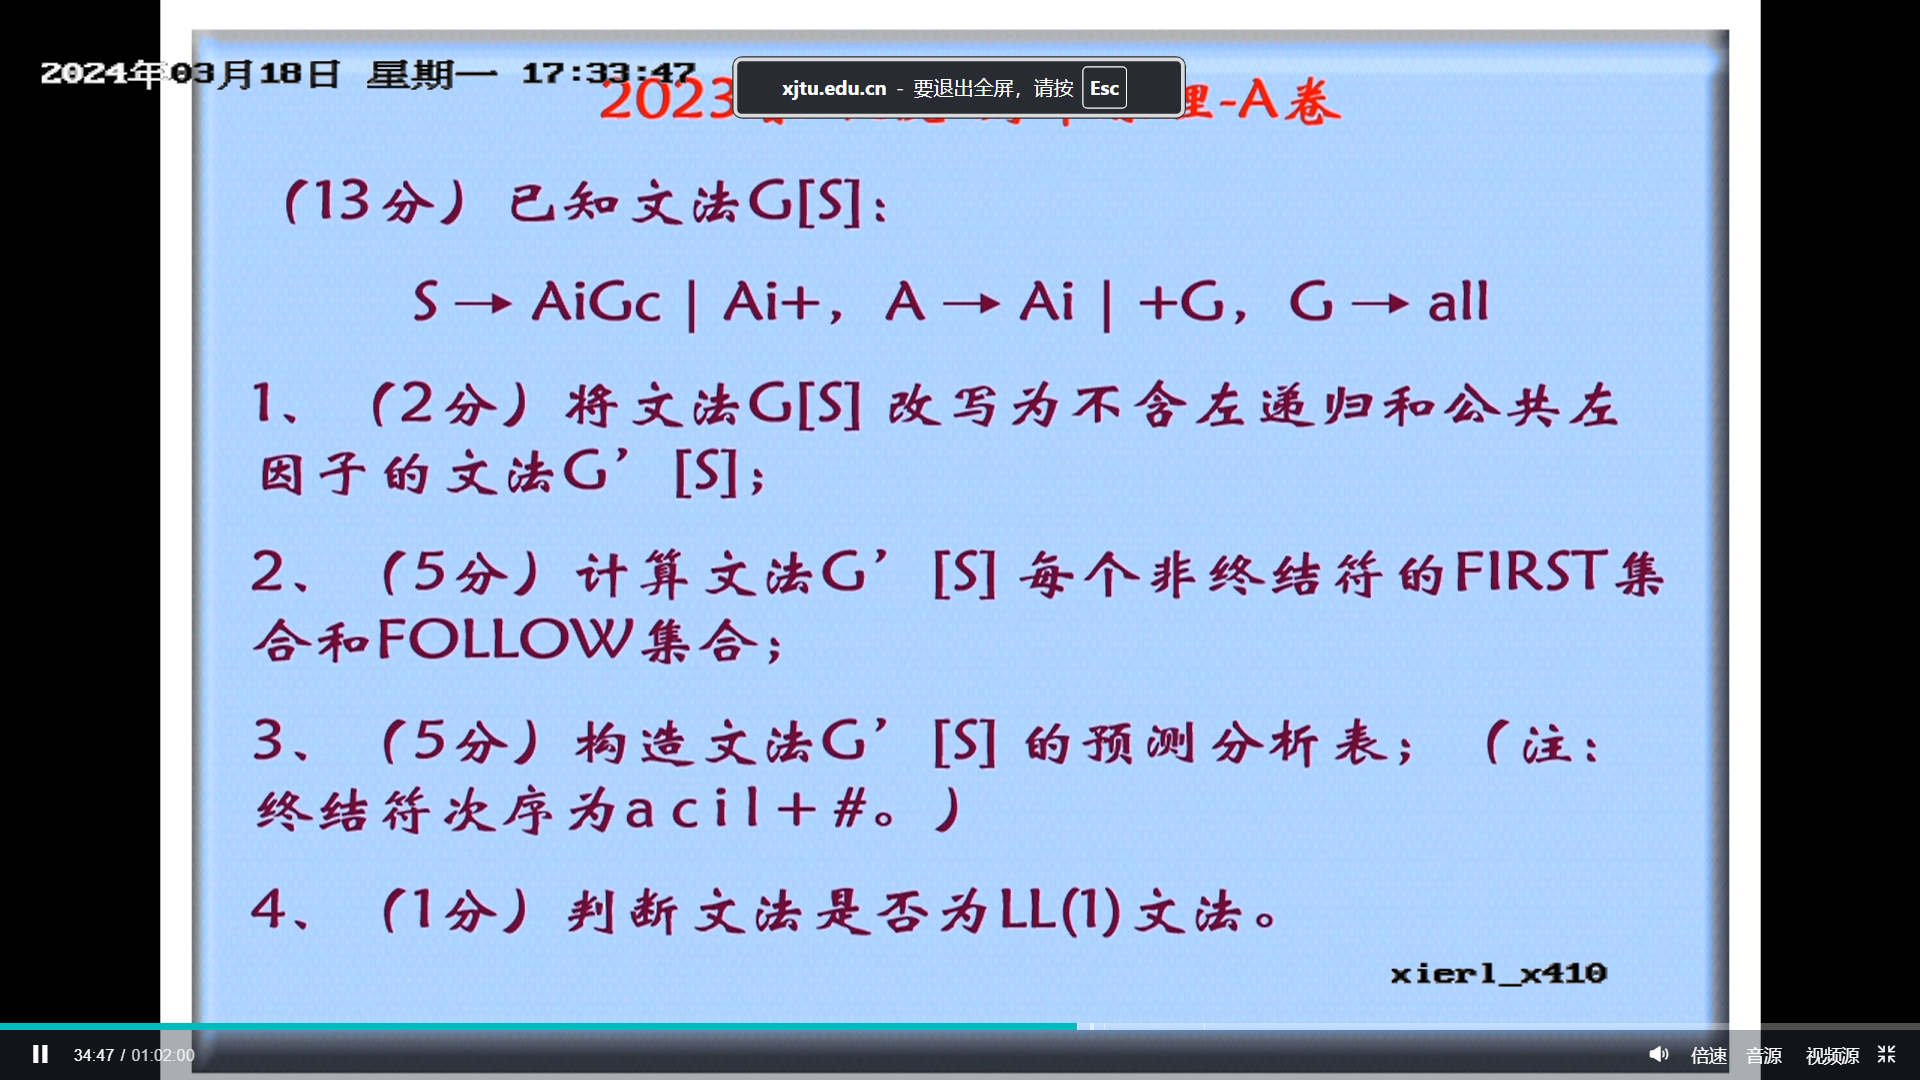 2024年03月18日 星期一 17:33:47
xjtu.edu.cn - 要退出全屏，请按 Esc
2023 理-A卷
（13分）已知文法G[S]：
S → AiGc | Ai+，A → Ai | +G，G → all
1、（2分）将文法G[S] 改写为不含左递归和公共左
因子的文法G’[S]；
2、（5分）计算文法G’[S] 每个非终结符的FIRST集
合和FOLLOW集合；
3、（5分）构造文法G’[S] 的预测分析表；（注：
终结符次序为a c i l + #。）
4、（1分）判断文法是否为LL(1)文法。
xierl_x410
34:47 / 01:02:00 倍速 音源 视频源